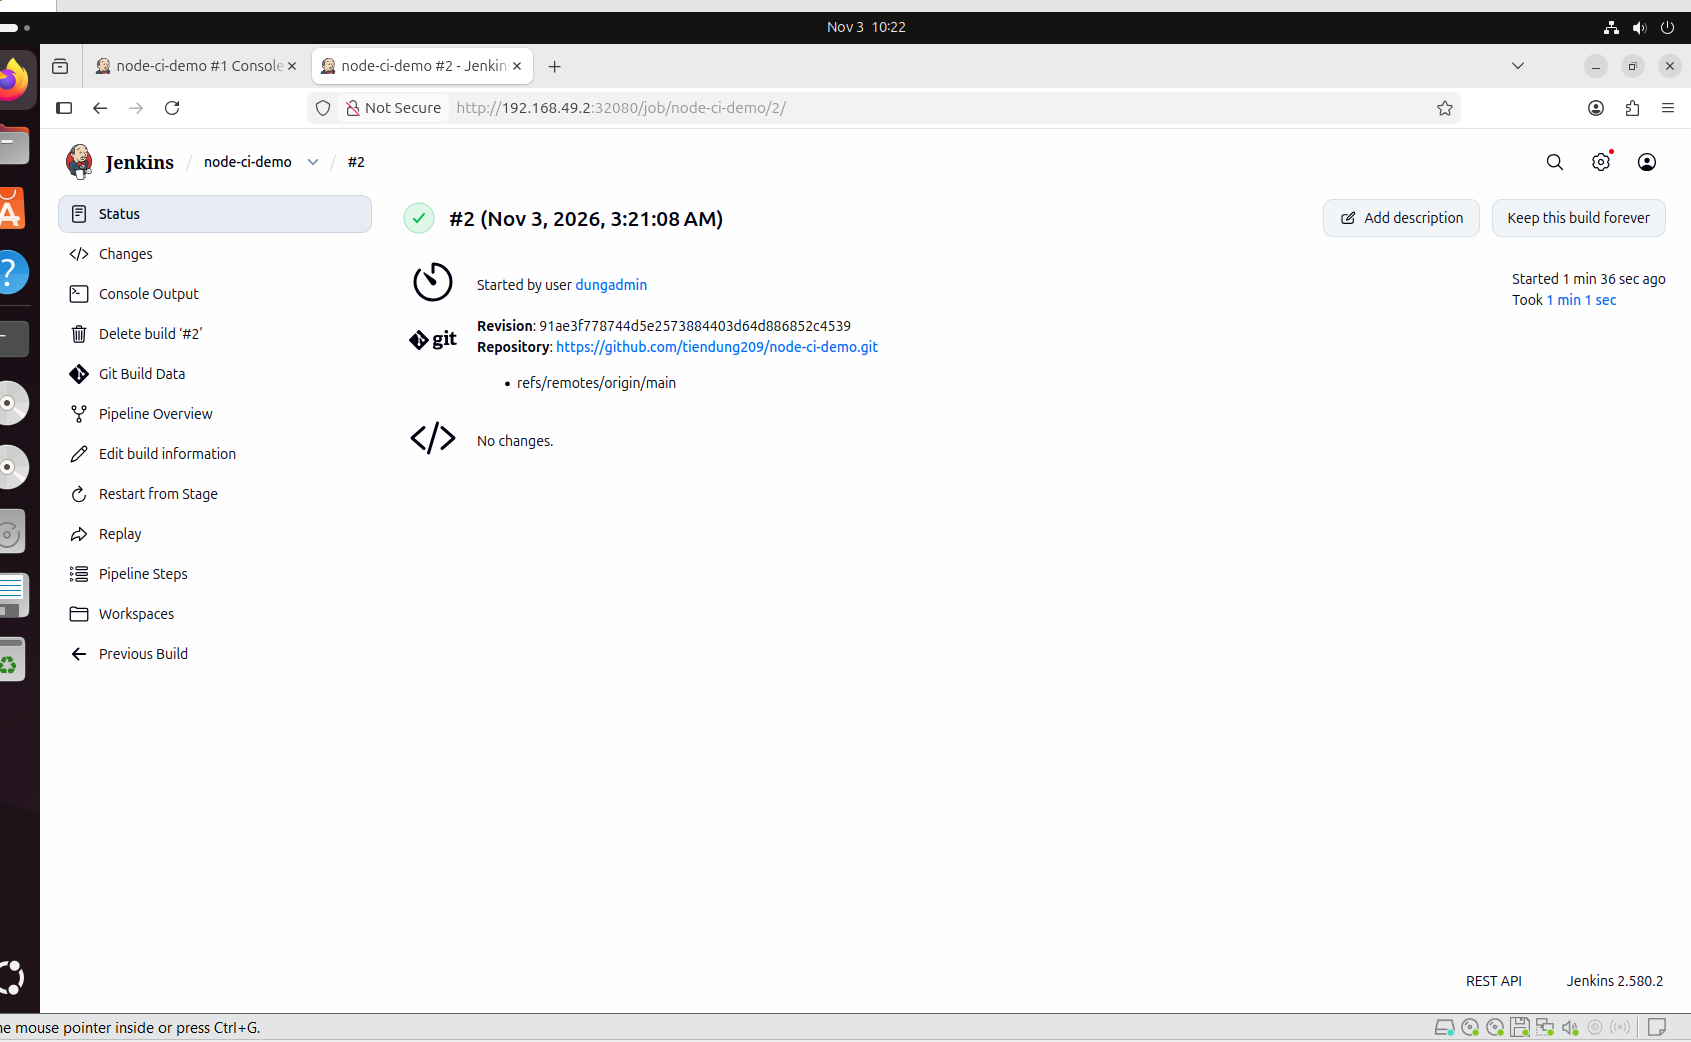 Nov 3 10:22
node-ci-demo #1 Console
node-ci-demo #2 - Jenkin
Not Secure
http://192.168.49.2:32080/job/node-ci-demo/2/
Jenkins / node-ci-demo / #2
Status
Changes
Console Output
Delete build ‘#2’
Git Build Data
Pipeline Overview
Edit build information
Restart from Stage
Replay
Pipeline Steps
Workspaces
Previous Build
#2 (Nov 3, 2026, 3:21:08 AM)
Add description
Keep this build forever
Started by user dungadmin
Started 1 min 36 sec ago
Took 1 min 1 sec
git
Revision: 91ae3f778744d5e2573884403d64d886852c4539
Repository: https://github.com/tiendung209/node-ci-demo.git
• refs/remotes/origin/main
No changes.
REST API
Jenkins 2.580.2
he mouse pointer inside or press Ctrl+G.